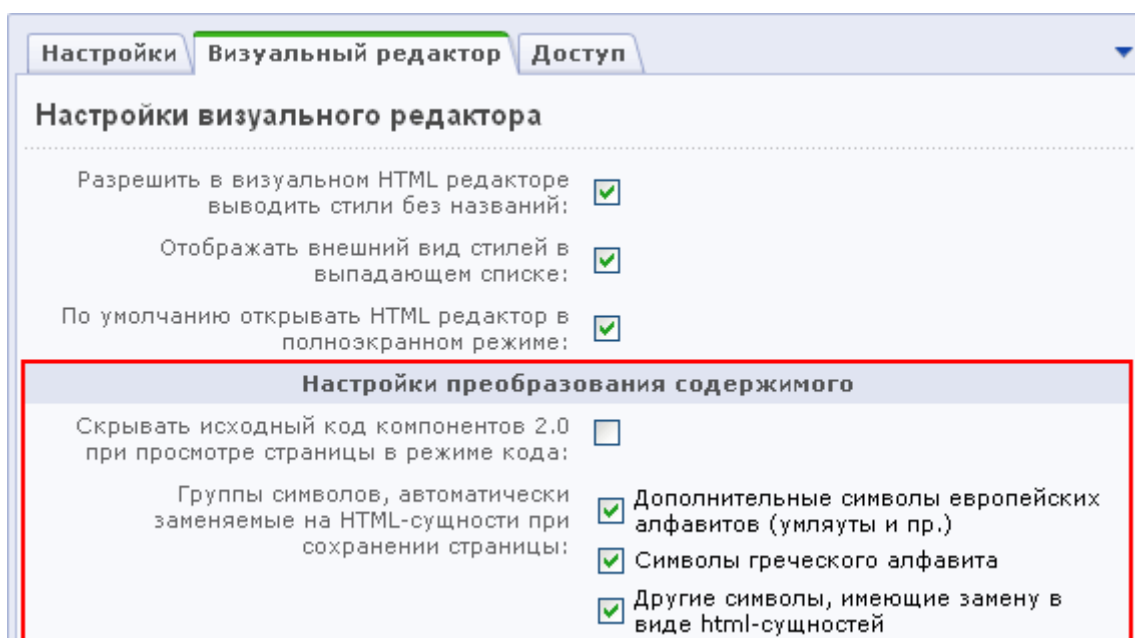 Настройки Визуальный редактор Доступ
Настройки визуального редактора
Разрешить в визуальном HTML редакторе
выводить стили без названий:
Отображать внешний вид стилей в
выпадающем списке:
По умолчанию открывать HTML редактор в
полноэкранном режиме:
Настройки преобразования содержимого
Скрывать исходный код компонентов 2.0
при просмотре страницы в режиме кода:
Группы символов, автоматически
заменяемые на HTML-сущности при
сохранении страницы:
Дополнительные символы европейских
алфавитов (умляуты и пр.)
Символы греческого алфавита
Другие символы, имеющие замену в
виде html-сущностей